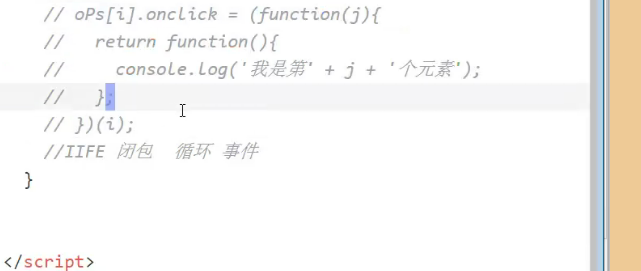 // oPs[i].onclick = (function(j){
//   return function(){
//     console.log('我是第' + j + '个元素');
//   };
// })(i);
//IIFE 闭包  循环 事件
}
</script>